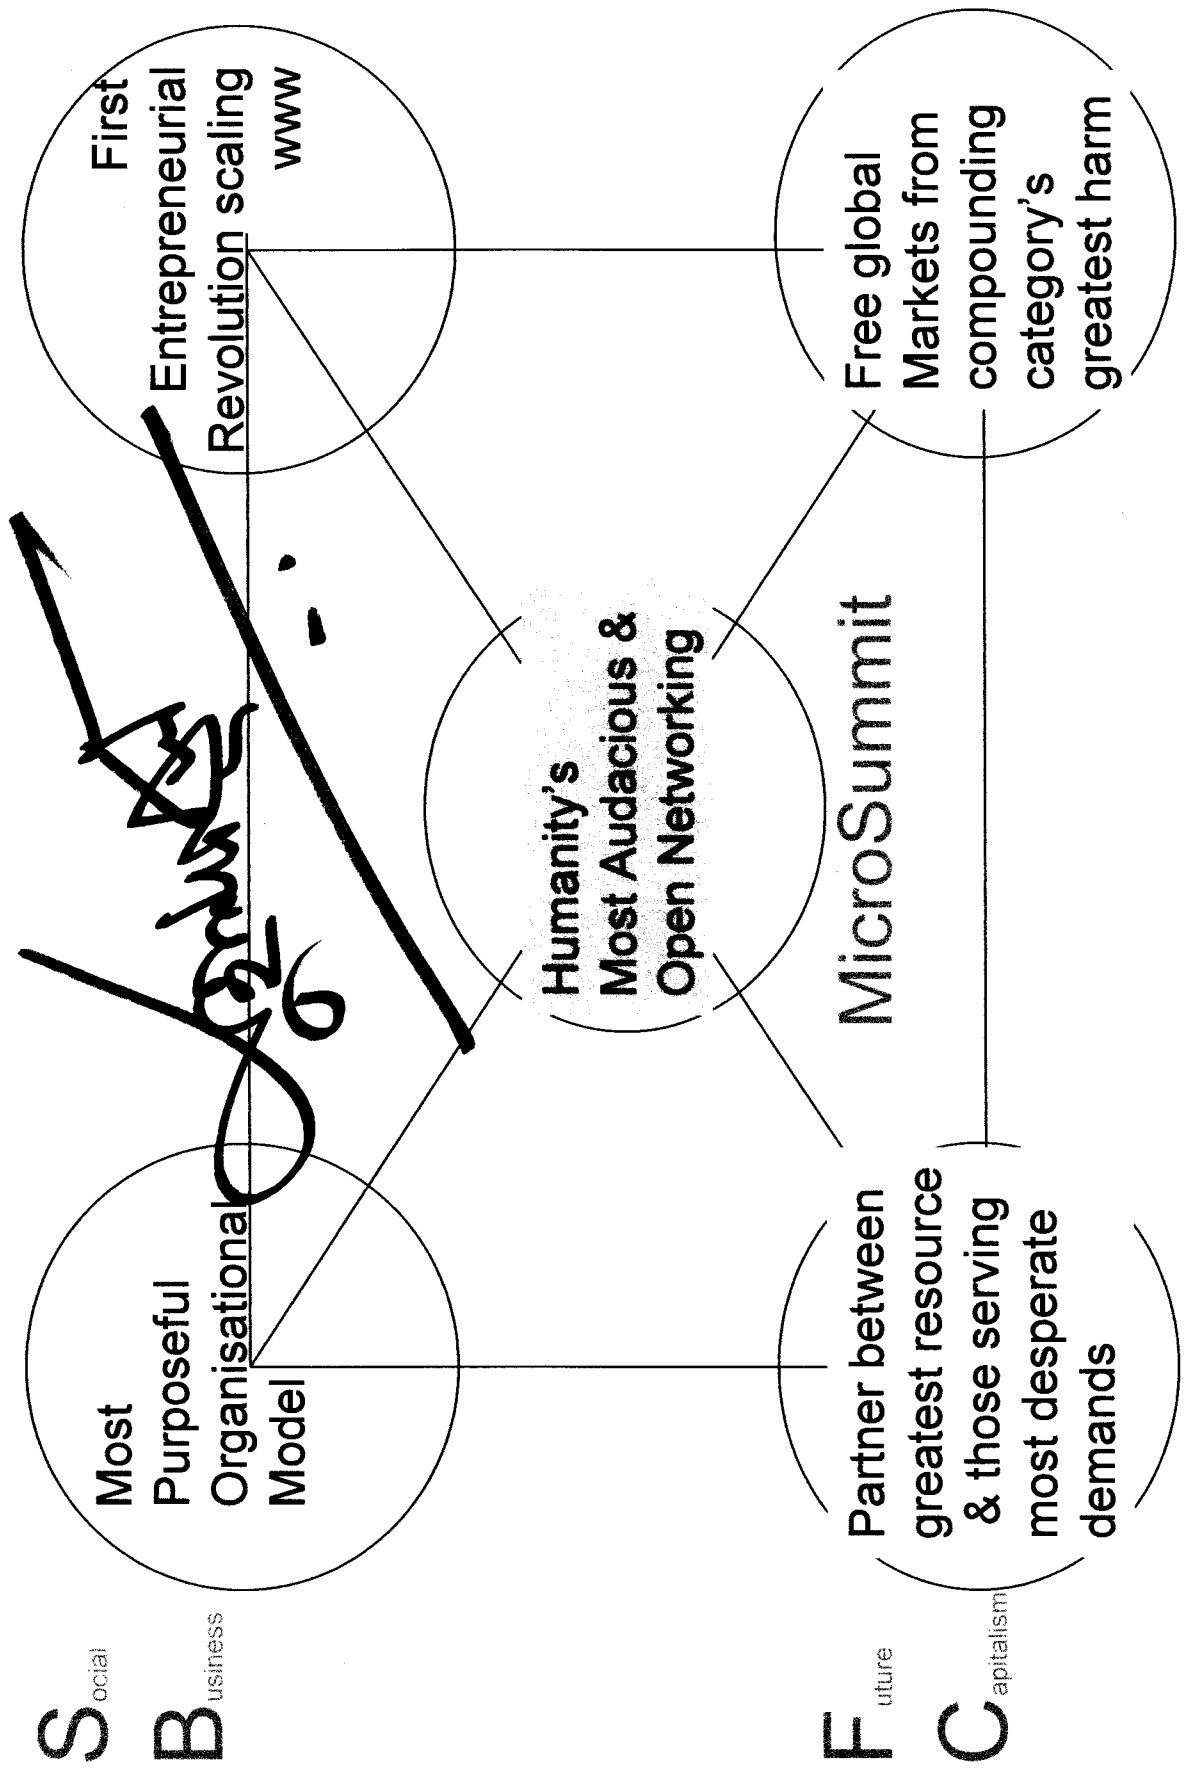 Social
Business
Most
Purposeful
Organisational
Model
First
Entrepreneurial
Revolution scaling
www
Humanity's
Most Audacious &
Open Networking
MicroSummit
Future
Capitalism
Partner between
greatest resource
& those serving
most desperate
demands
Free global
Markets from
compounding
category's
greatest harm